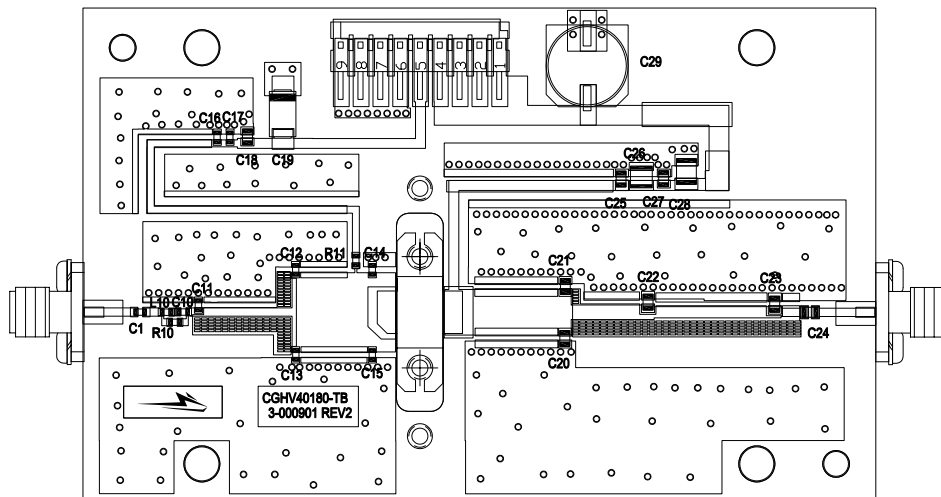 9 8 7 6 5 4 3 2 1
C29
C16 C17
C18 C19
C26
C25 C27 C28
C12 R11 C14
C21
C11
C22 C23
L10 C10
C1
R10
C24
C20
C13 C15
CGHV40180-TB
3-000901 REV2